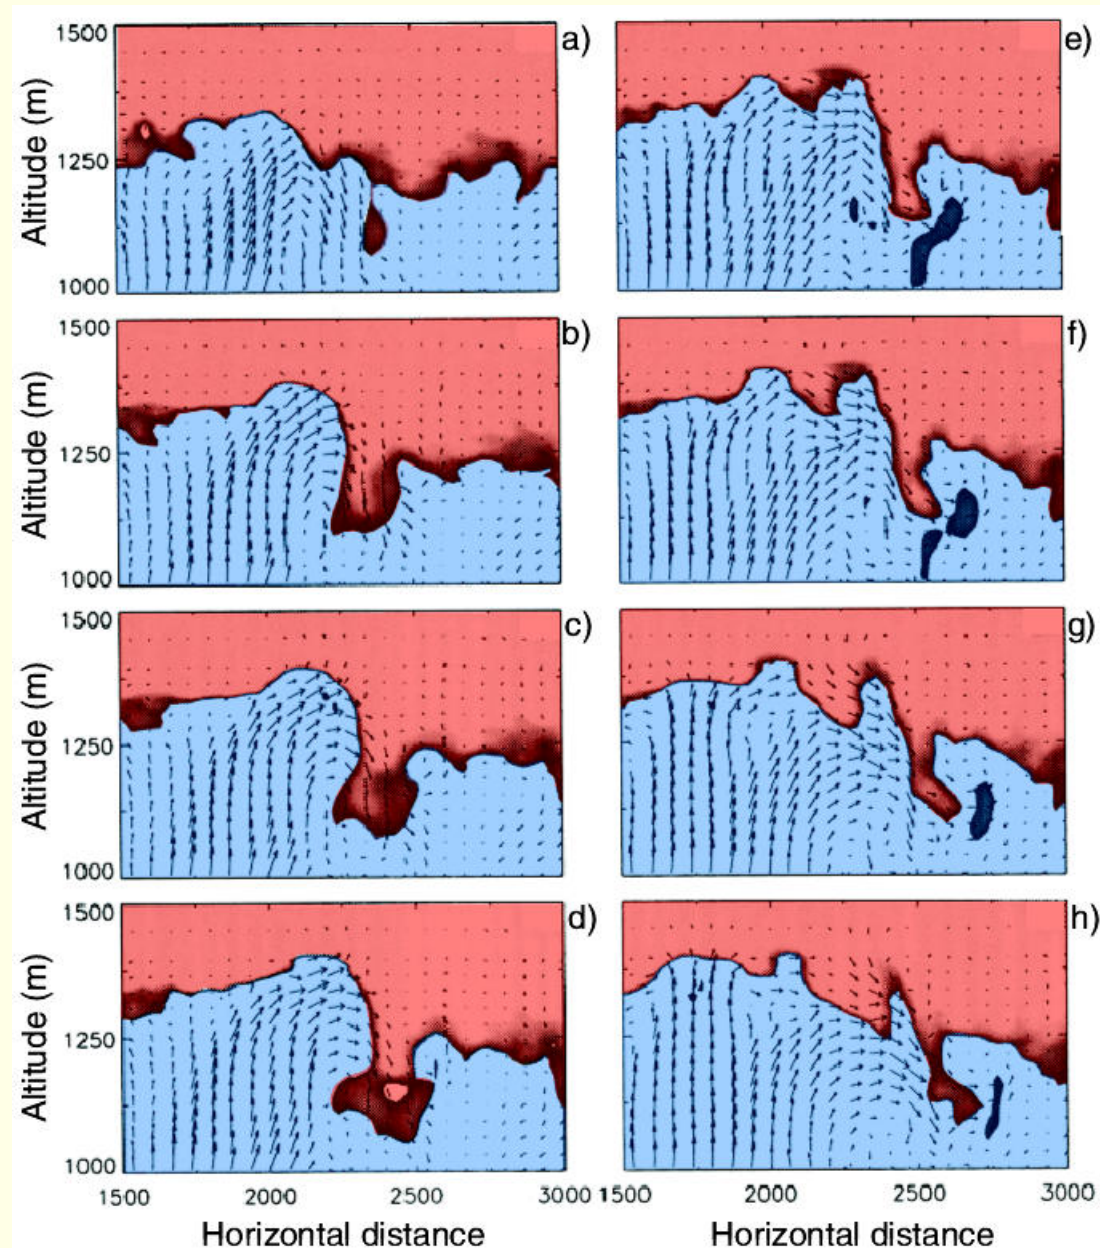 1500 a) e)
Altitude (m)
1250
1000
1500 b) f)
Altitude (m)
1250
1000
1500 c) g)
Altitude (m)
1250
1000
1500 d) h)
Altitude (m)
1250
1000
1500 2000 2500 3000 1500 2000 2500 3000
Horizontal distance Horizontal distance